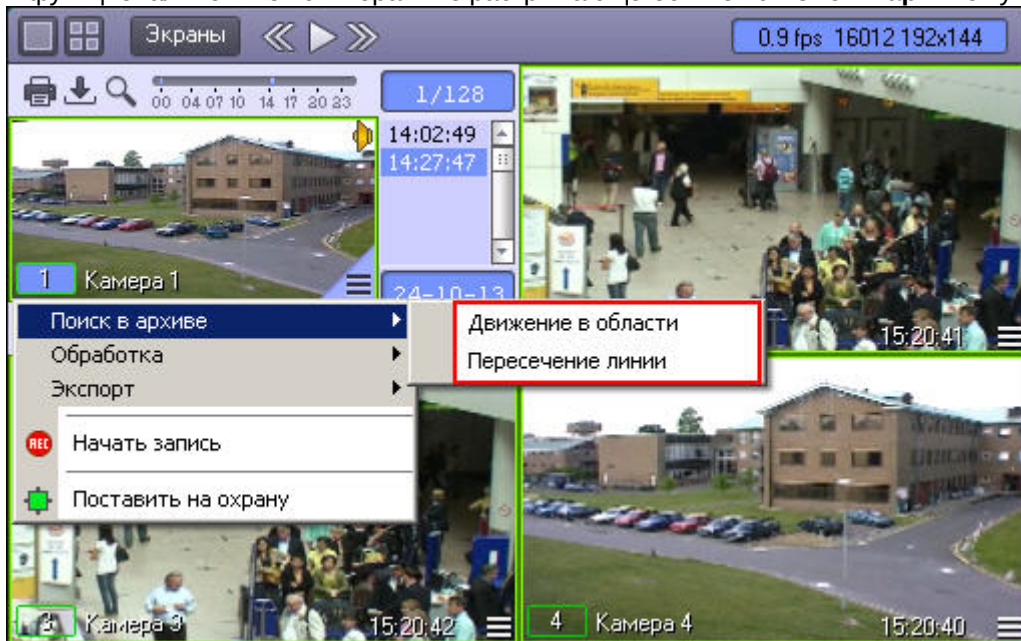 Экраны
0.9 fps 16012 192x144
00 04 07 10 14 17 20 23
1/128
14:02:49
14:27:47
1 Камера 1
24-10-13
Поиск в архиве
Движение в области
Обработка
Пересечение линии
Экспорт
REC Начать запись
Поставить на охрану
15:20:41
3 Камера 3
15:20:42
4 Камера 4
15:20:40